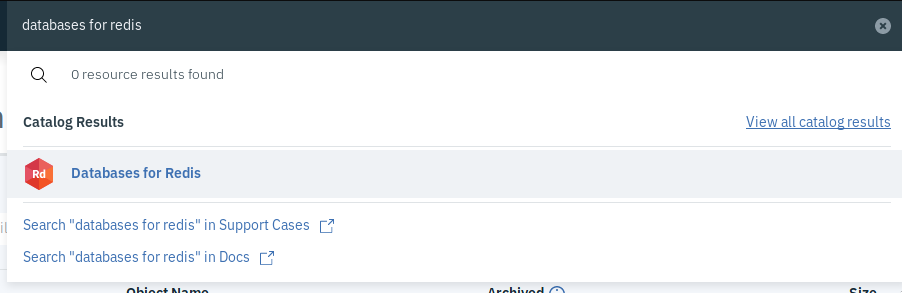 databases for redis
0 resource results found
Catalog Results
View all catalog results
Rd
Databases for Redis
Search "databases for redis" in Support Cases
Search "databases for redis" in Docs
Object Name
Archived
Size